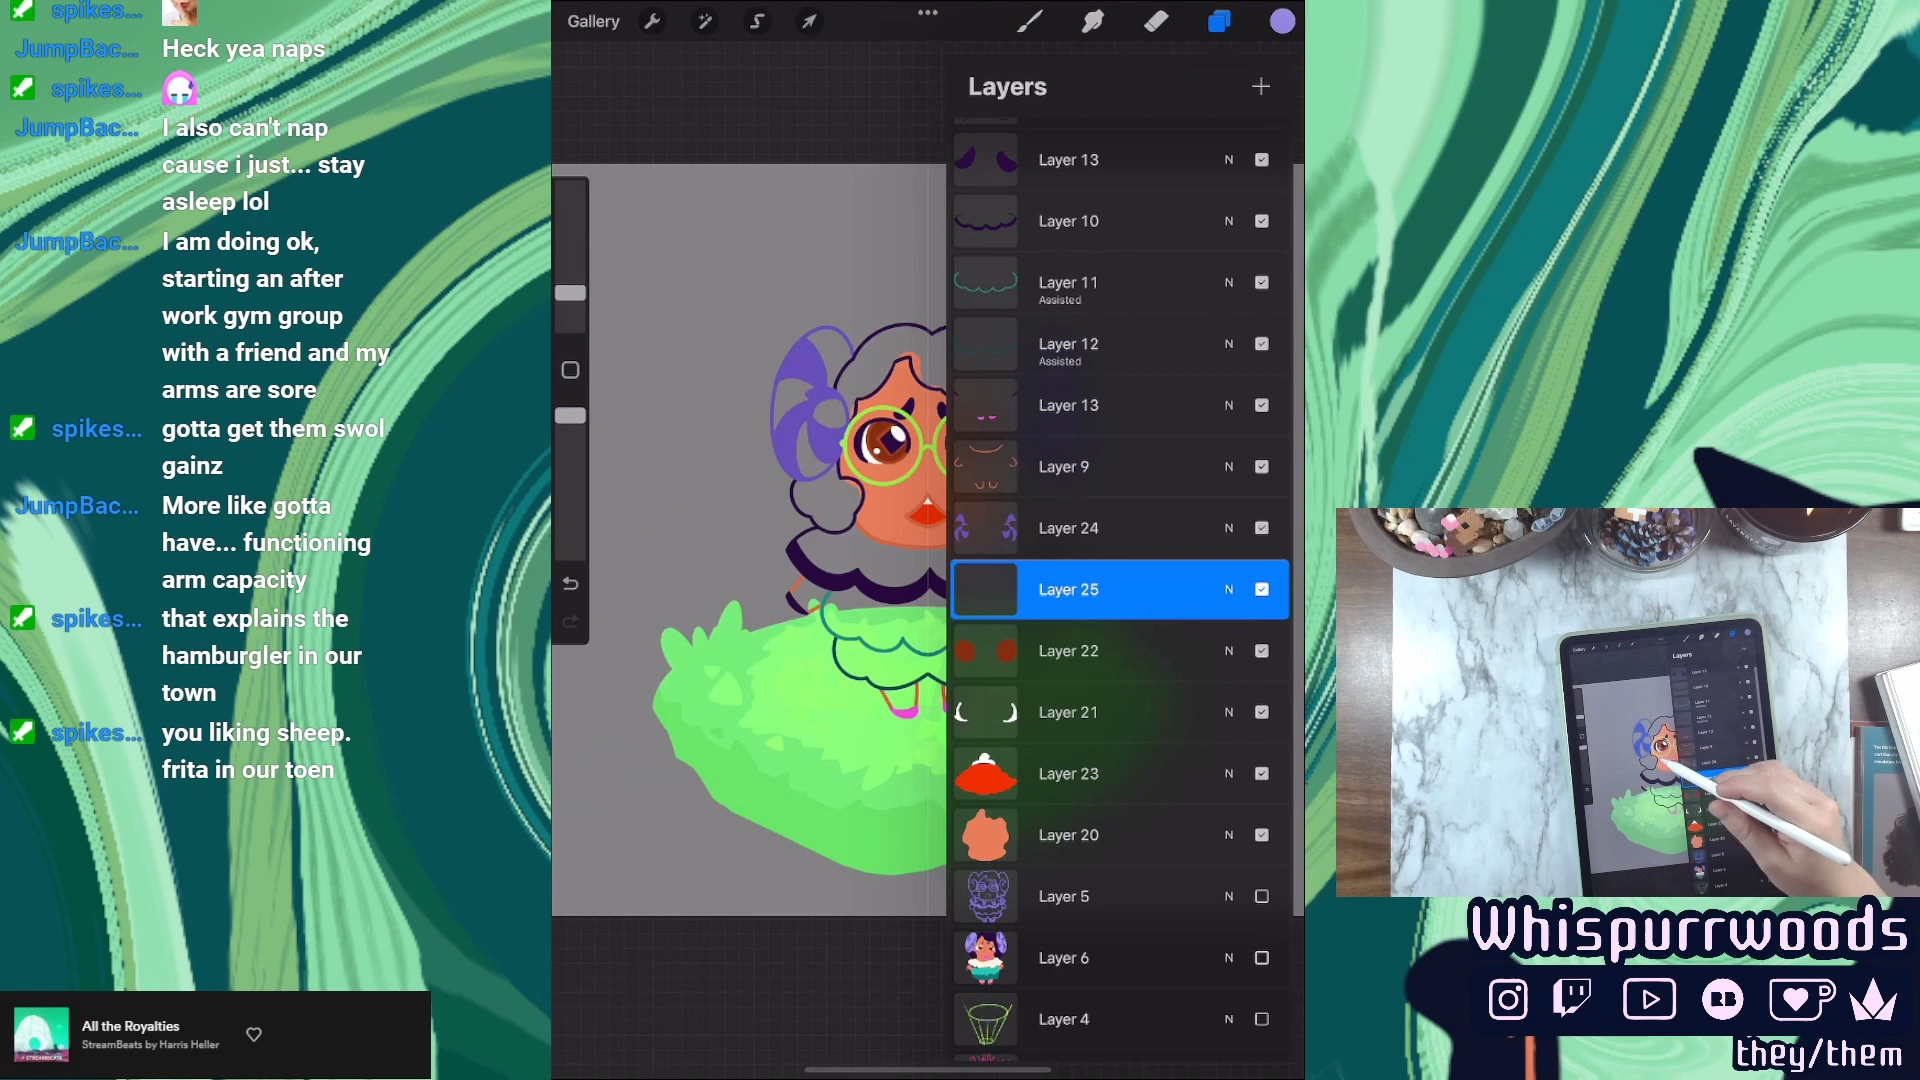 spikes...
JumpBac... Heck yea naps
spikes...
JumpBac... I also can't nap
cause i just... stay
asleep lol
JumpBac... I am doing ok,
starting an after
work gym group
with a friend and my
arms are sore
spikes... gotta get them swol
gainz
JumpBac... More like gotta
have... functioning
arm capacity
spikes... that explains the
hamburgler in our
town
spikes... you liking sheep.
frita in our toen
All the Royalties
StreamBeats by Harris Heller
Gallery
Layers
Layer 13 N
Layer 10 N
Layer 11 N
Assisted
Layer 12 N
Assisted
Layer 13 N
Layer 9 N
Layer 24 N
Layer 25 N
Layer 22 N
Layer 21 N
Layer 23 N
Layer 20 N
Layer 5 N
Layer 6 N
Layer 4 N
Whispurrwoods
RB
they/them